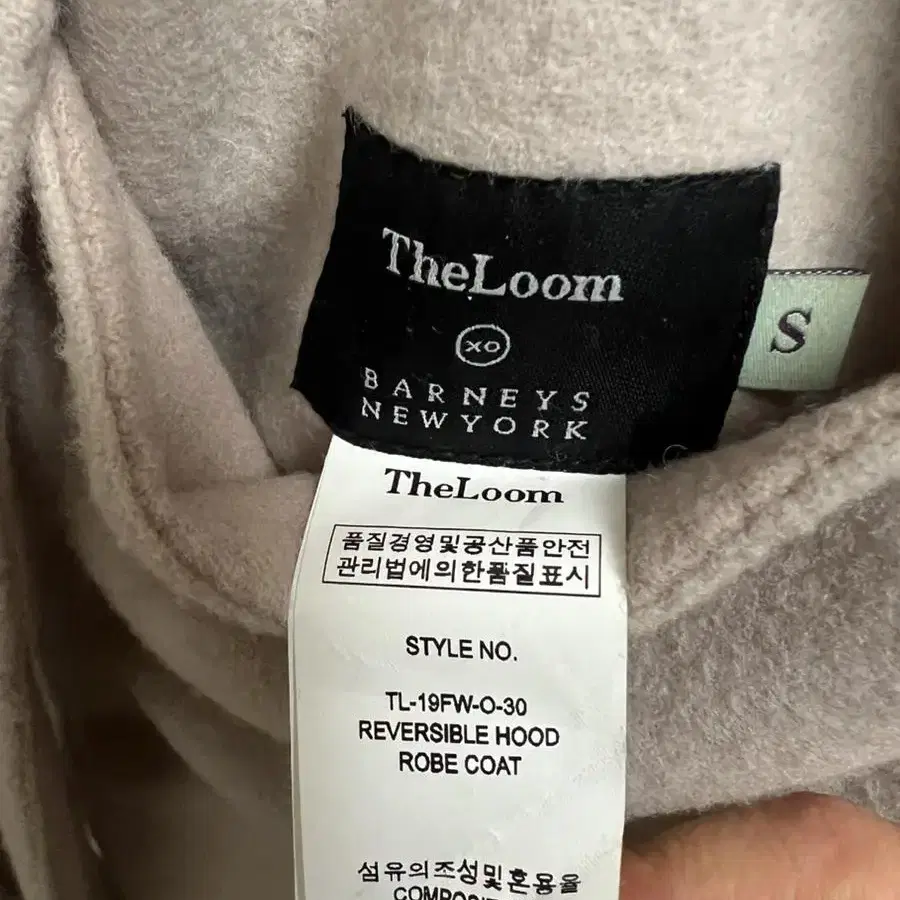 TheLoom
XO
BARNEYS
NEWYORK
S
TheLoom
품질경영및공산품안전
관리법에의한품질표시
STYLE NO.
TL-19FW-O-30
REVERSIBLE HOOD
ROBE COAT
섬유의조성및혼용율